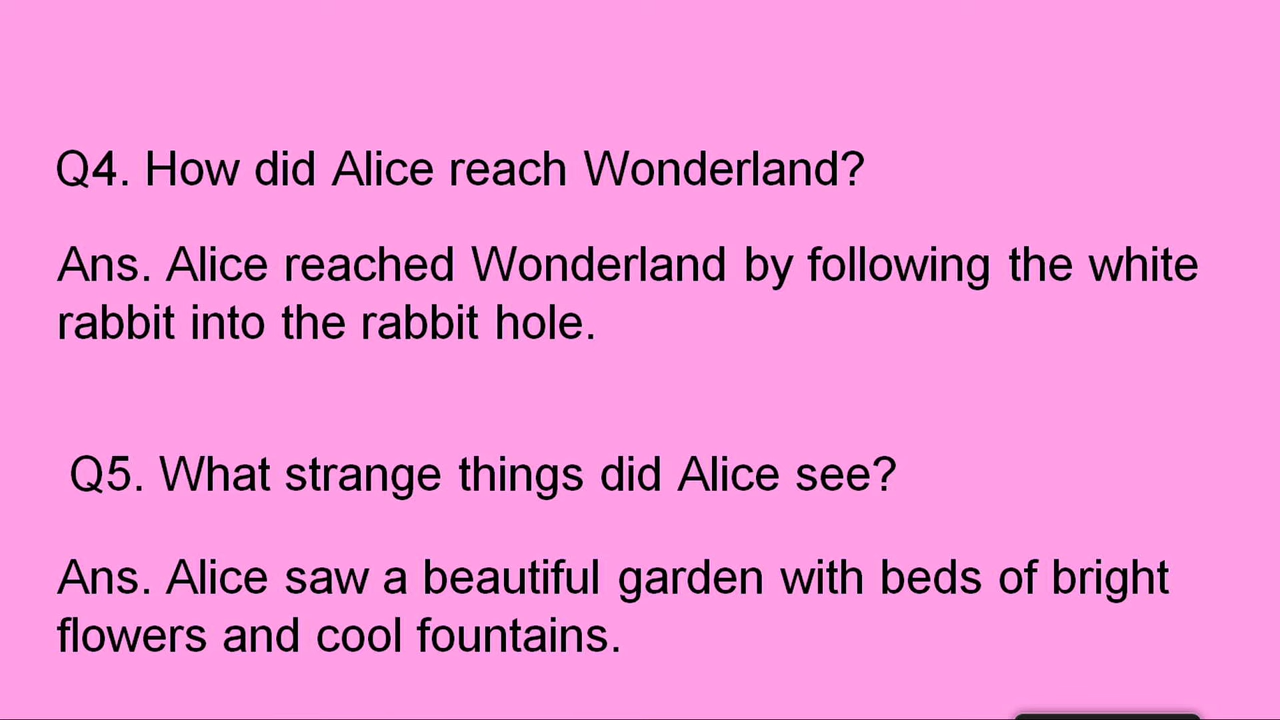 Q4. How did Alice reach Wonderland?
Ans. Alice reached Wonderland by following the white
rabbit into the rabbit hole.
Q5. What strange things did Alice see?
Ans. Alice saw a beautiful garden with beds of bright
flowers and cool fountains.